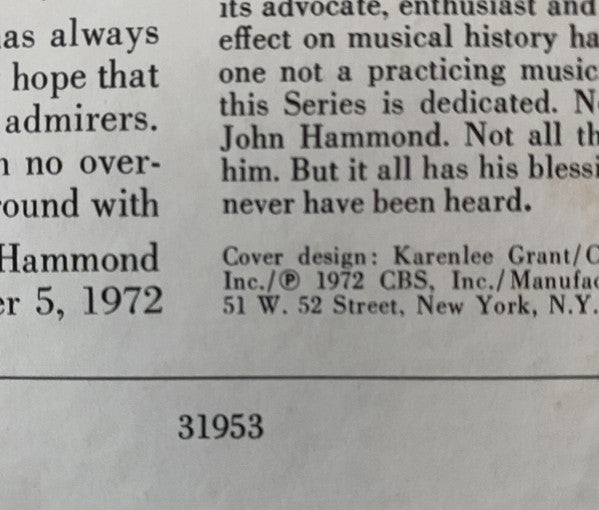 as always
hope that
admirers.
no over-
ound with
Hammond
r 5, 1972
its advocate, enthusiast and
effect on musical history ha
one not a practicing music
this Series is dedicated. N
John Hammond. Not all th
him. But it all has his blessi
never have been heard.
Cover design: Karenlee Grant/C
Inc./℗ 1972 CBS, Inc./Manufac
51 W. 52 Street, New York, N.Y.
31953